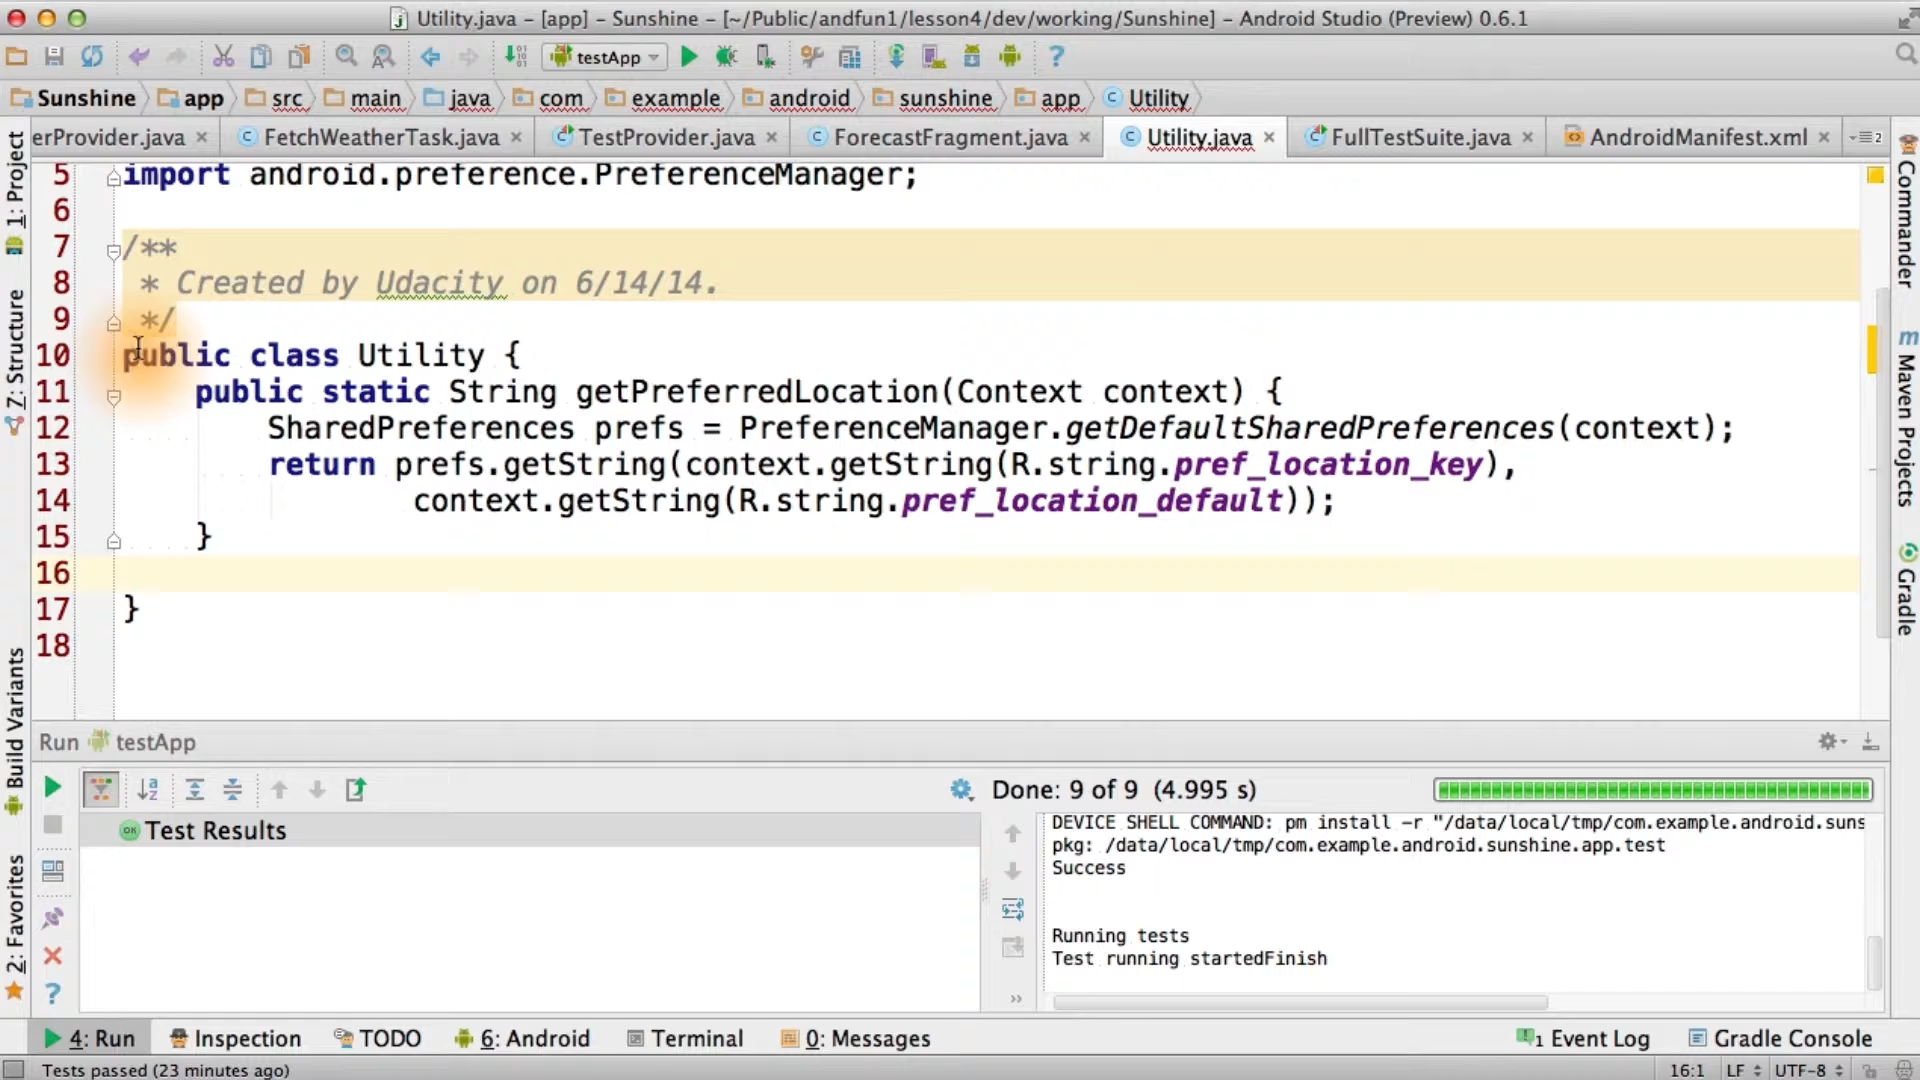 Utility.java - [app] - Sunshine - [~/Public/andfun1/lesson4/dev/working/Sunshine] - Android Studio (Preview) 0.6.1
testApp
Sunshine app src main java com example android sunshine app Utility
erProvider.java FetchWeatherTask.java TestProvider.java ForecastFragment.java Utility.java FullTestSuite.java AndroidManifest.xml 2
1: Project
Z: Structure
Build Variants
2: Favorites
5 import android.preference.PreferenceManager;
6
7 /**
8 * Created by Udacity on 6/14/14.
9 */
10 public class Utility {
11 public static String getPreferredLocation(Context context) {
12 SharedPreferences prefs = PreferenceManager.getDefaultSharedPreferences(context);
13 return prefs.getString(context.getString(R.string.pref_location_key),
14 context.getString(R.string.pref_location_default));
15 }
16
17 }
18
Commander
m Maven Projects
Gradle
Run testApp
Done: 9 of 9 (4.995 s)
OK Test Results
DEVICE SHELL COMMAND: pm install -r "/data/local/tmp/com.example.android.suns
pkg: /data/local/tmp/com.example.android.sunshine.app.test
Success
Running tests
Test running startedFinish
4: Run Inspection TODO 6: Android Terminal 0: Messages 1 Event Log Gradle Console
Tests passed (23 minutes ago) 16:1 LF UTF-8